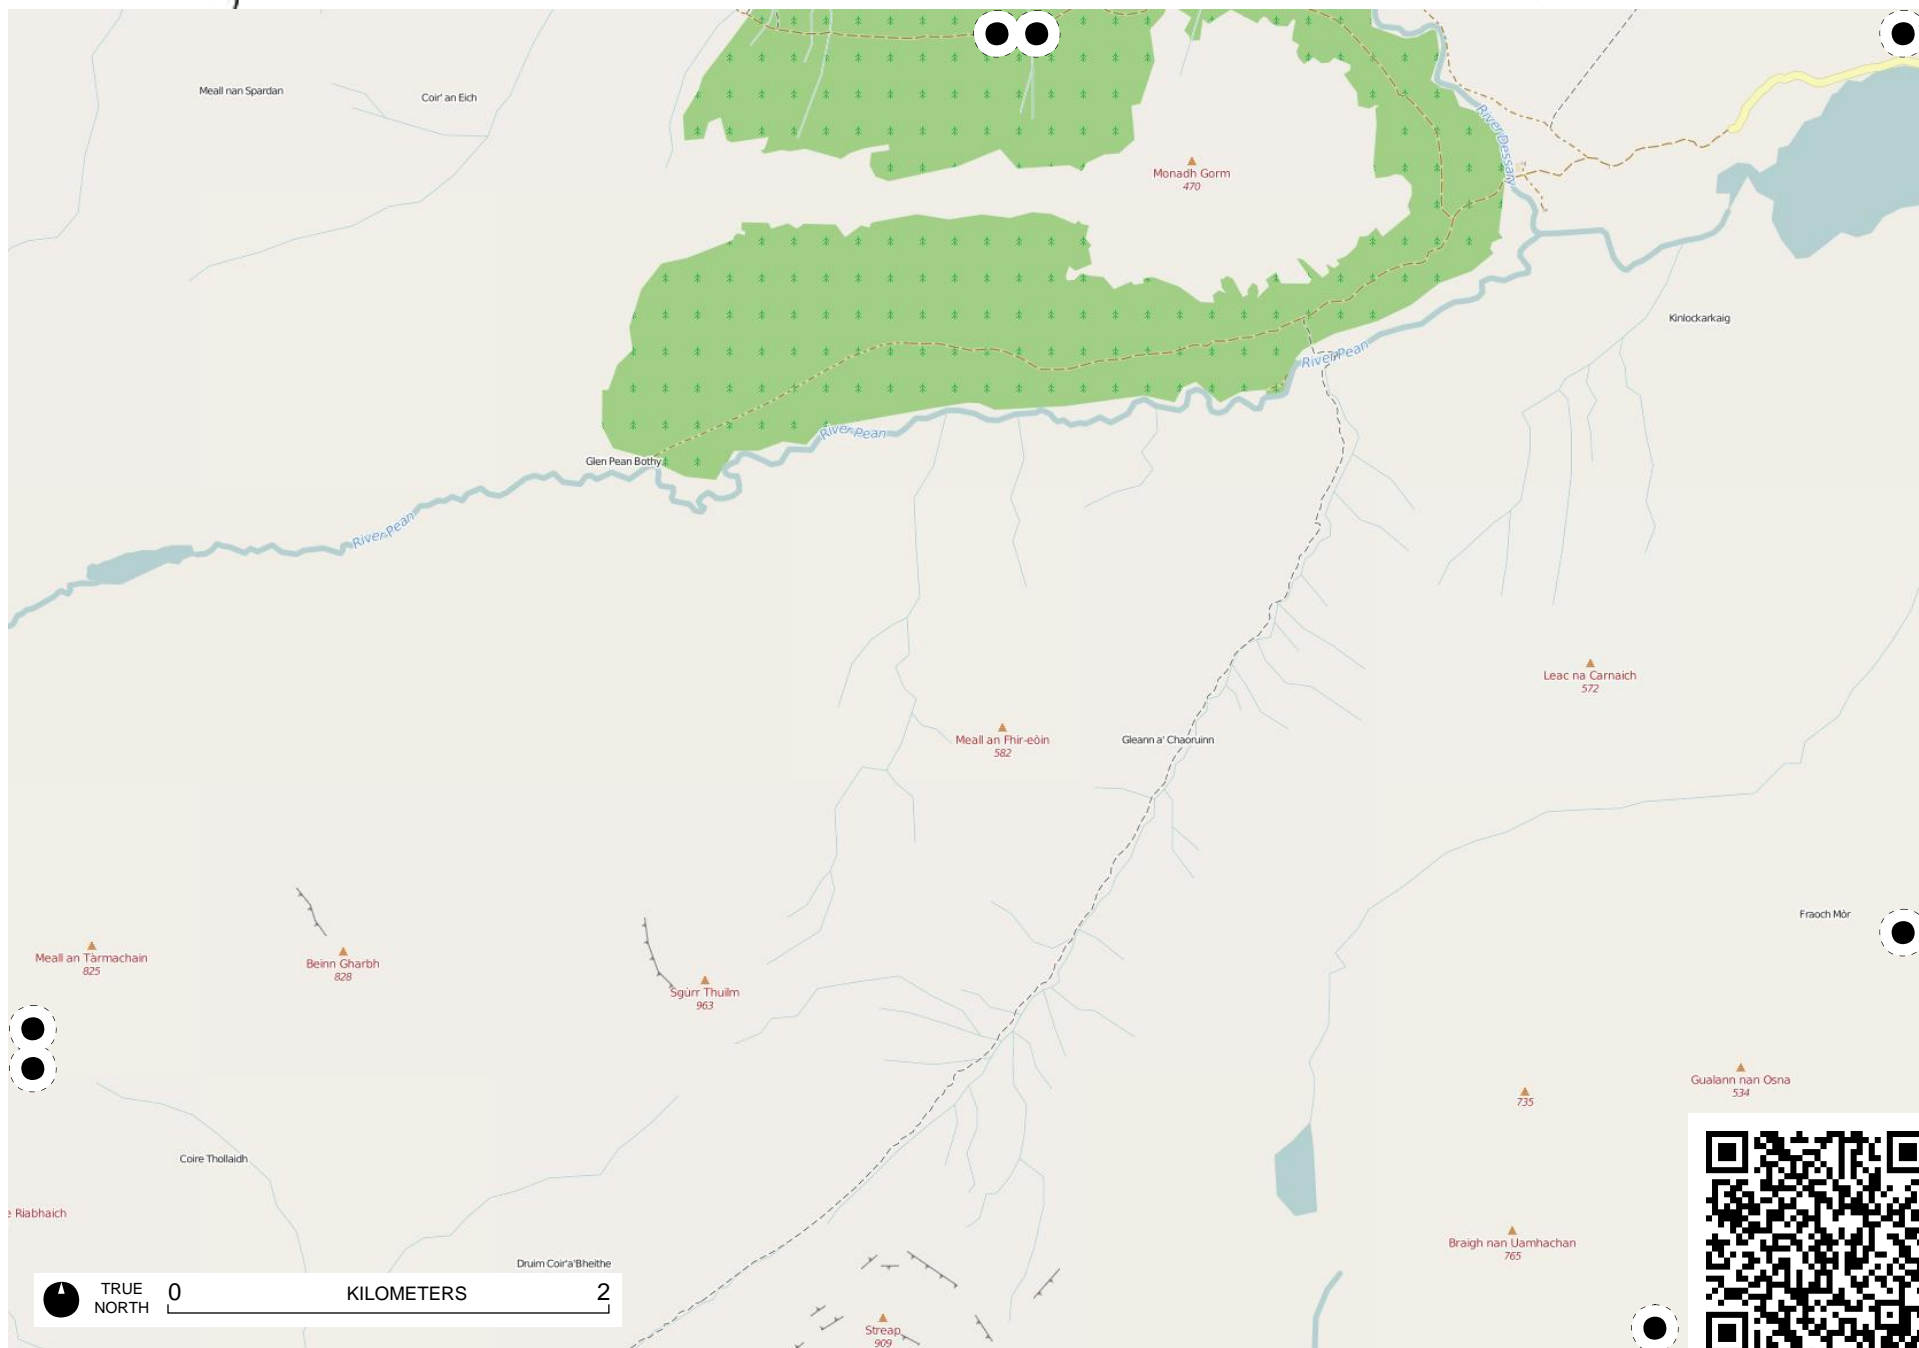 Meall nan Spardan
Coir' an Eich
River Dessary
Monadh Gorm
470
Kinlockarkaig
River Pean
River Pean
Glen Pean Bothy
River Pean
Leac na Carnaich
572
Meall an Fhir-eòin
582
Gleann a' Chaoruinn
Fraoch Mòr
Meall an Tàrmachain
825
Beinn Gharbh
828
Sgùrr Thuilm
963
Gualann nan Osna
534
735
Coire Thollaidh
e Riabhaich
Braigh nan Uamhachan
765
Druim Coir'a'Bheithe
TRUE
NORTH
0 KILOMETERS 2
Streap
909